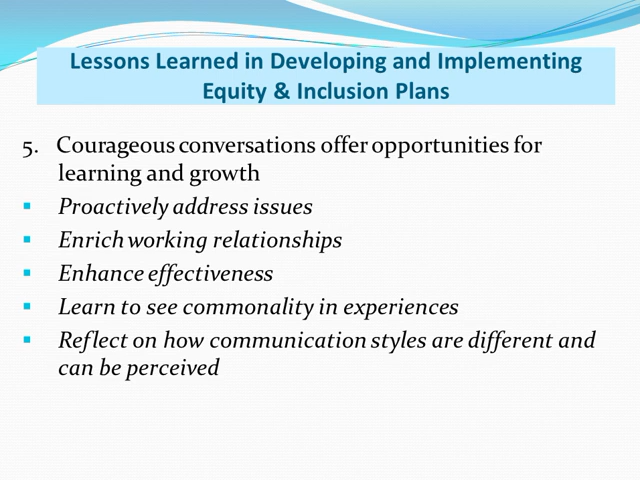 Lessons Learned in Developing and Implementing
Equity & Inclusion Plans
5. Courageous conversations offer opportunities for
learning and growth
▪ Proactively address issues
▪ Enrich working relationships
▪ Enhance effectiveness
▪ Learn to see commonality in experiences
▪ Reflect on how communication styles are different and
can be perceived